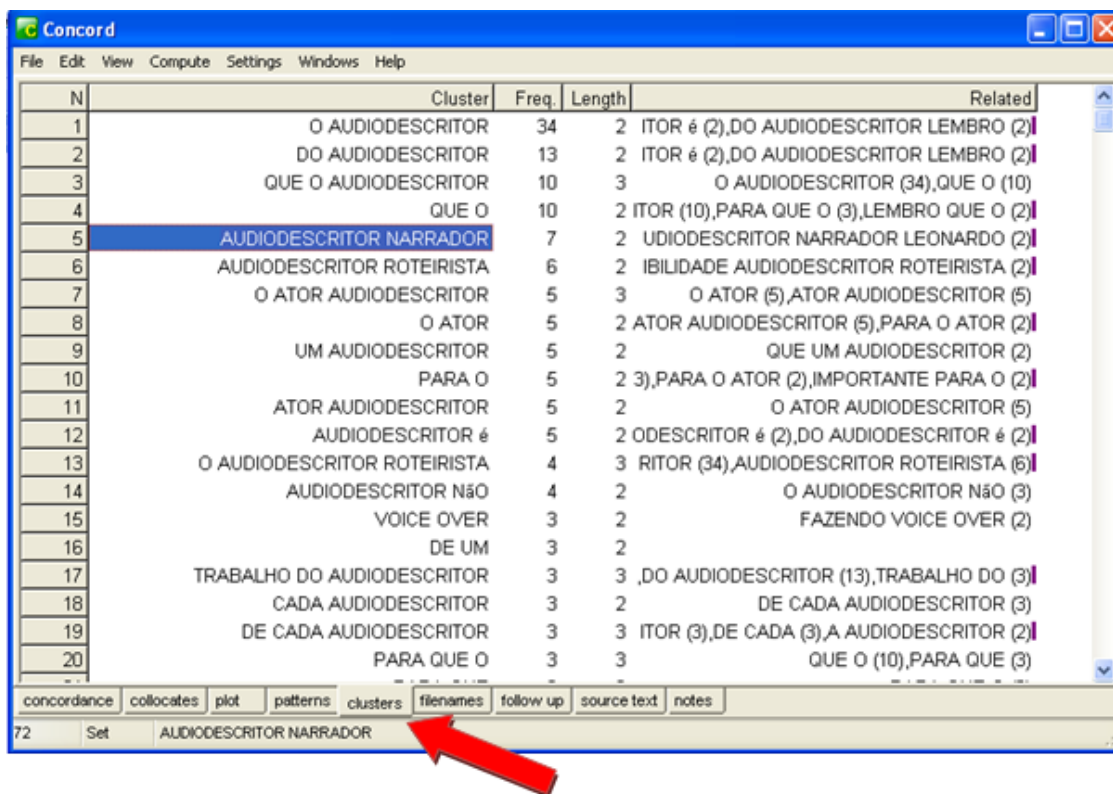 Concord
File Edit View Compute Settings Windows Help
N Cluster Freq. Length Related
1 O AUDIODESCRITOR 34 2 ITOR é (2),DO AUDIODESCRITOR LEMBRO (2)
2 DO AUDIODESCRITOR 13 2 ITOR é (2),DO AUDIODESCRITOR LEMBRO (2)
3 QUE O AUDIODESCRITOR 10 3 O AUDIODESCRITOR (34),QUE O (10)
4 QUE O 10 2 ITOR (10),PARA QUE O (3),LEMBRO QUE O (2)
5 AUDIODESCRITOR NARRADOR 7 2 UDIODESCRITOR NARRADOR LEONARDO (2)
6 AUDIODESCRITOR ROTEIRISTA 6 2 IBILIDADE AUDIODESCRITOR ROTEIRISTA (2)
7 O ATOR AUDIODESCRITOR 5 3 O ATOR (5),ATOR AUDIODESCRITOR (5)
8 O ATOR 5 2 ATOR AUDIODESCRITOR (5),PARA O ATOR (2)
9 UM AUDIODESCRITOR 5 2 QUE UM AUDIODESCRITOR (2)
10 PARA O 5 2 3),PARA O ATOR (2),IMPORTANTE PARA O (2)
11 ATOR AUDIODESCRITOR 5 2 O ATOR AUDIODESCRITOR (5)
12 AUDIODESCRITOR é 5 2 ODESCRITOR é (2),DO AUDIODESCRITOR é (2)
13 O AUDIODESCRITOR ROTEIRISTA 4 3 RITOR (34),AUDIODESCRITOR ROTEIRISTA (6)
14 AUDIODESCRITOR NãO 4 2 O AUDIODESCRITOR NãO (3)
15 VOICE OVER 3 2 FAZENDO VOICE OVER (2)
16 DE UM 3 2
17 TRABALHO DO AUDIODESCRITOR 3 3 ,DO AUDIODESCRITOR (13),TRABALHO DO (3)
18 CADA AUDIODESCRITOR 3 2 DE CADA AUDIODESCRITOR (3)
19 DE CADA AUDIODESCRITOR 3 3 ITOR (3),DE CADA (3),A AUDIODESCRITOR (2)
20 PARA QUE O 3 3 QUE O (10),PARA QUE (3)
concordance collocates plot patterns clusters filenames follow up source text notes
72 Set AUDIODESCRITOR NARRADOR